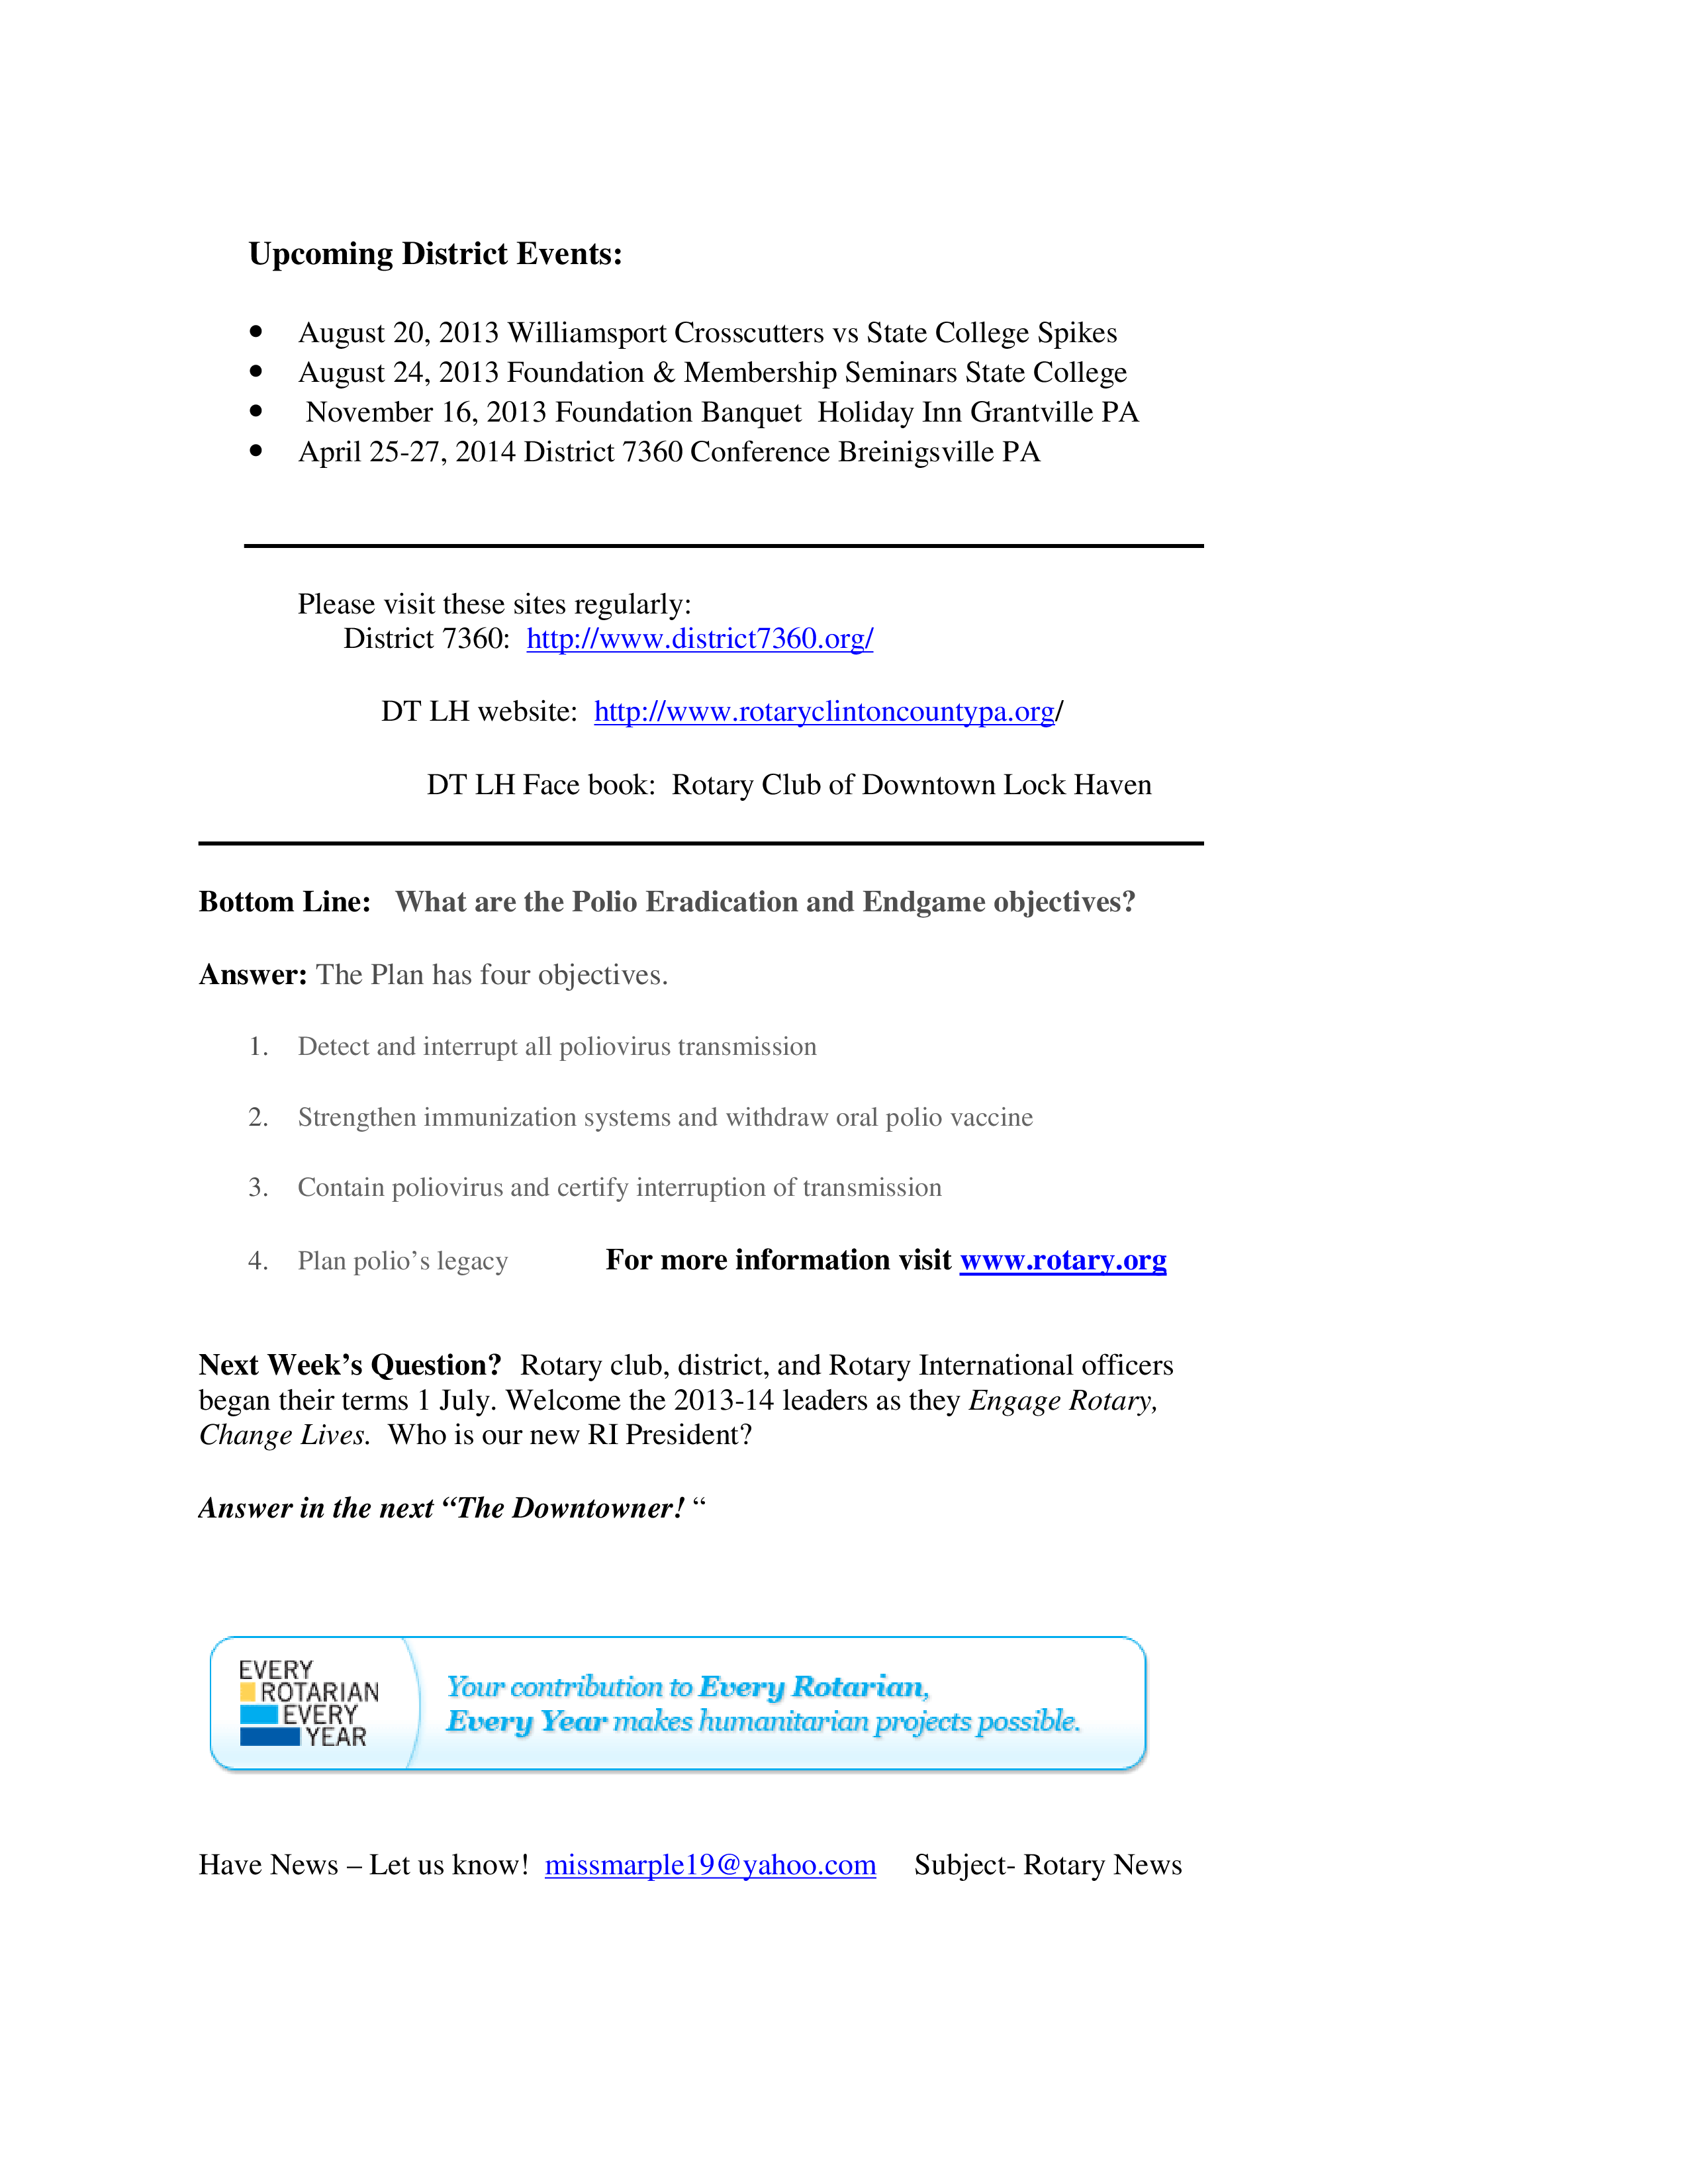 Upcoming District Events:
● August 20, 2013 Williamsport Crosscutters vs State College Spikes
● August 24, 2013 Foundation & Membership Seminars State College
● November 16, 2013 Foundation Banquet  Holiday Inn Grantville PA
● April 25-27, 2014 District 7360 Conference Breinigsville PA
Please visit these sites regularly:
District 7360:  http://www.district7360.org/
DT LH website:  http://www.rotaryclintoncountypa.org/
DT LH Face book:  Rotary Club of Downtown Lock Haven
Bottom Line:   What are the Polio Eradication and Endgame objectives?
Answer: The Plan has four objectives.
1. Detect and interrupt all poliovirus transmission
2. Strengthen immunization systems and withdraw oral polio vaccine
3. Contain poliovirus and certify interruption of transmission
4. Plan polio’s legacy For more information visit www.rotary.org
Next Week’s Question?  Rotary club, district, and Rotary International officers
began their terms 1 July. Welcome the 2013-14 leaders as they Engage Rotary,
Change Lives.  Who is our new RI President?
Answer in the next “The Downtowner! “
EVERY
ROTARIAN
EVERY
YEAR
Your contribution to Every Rotarian,
Every Year makes humanitarian projects possible.
Have News – Let us know!  missmarple19@yahoo.com Subject- Rotary News